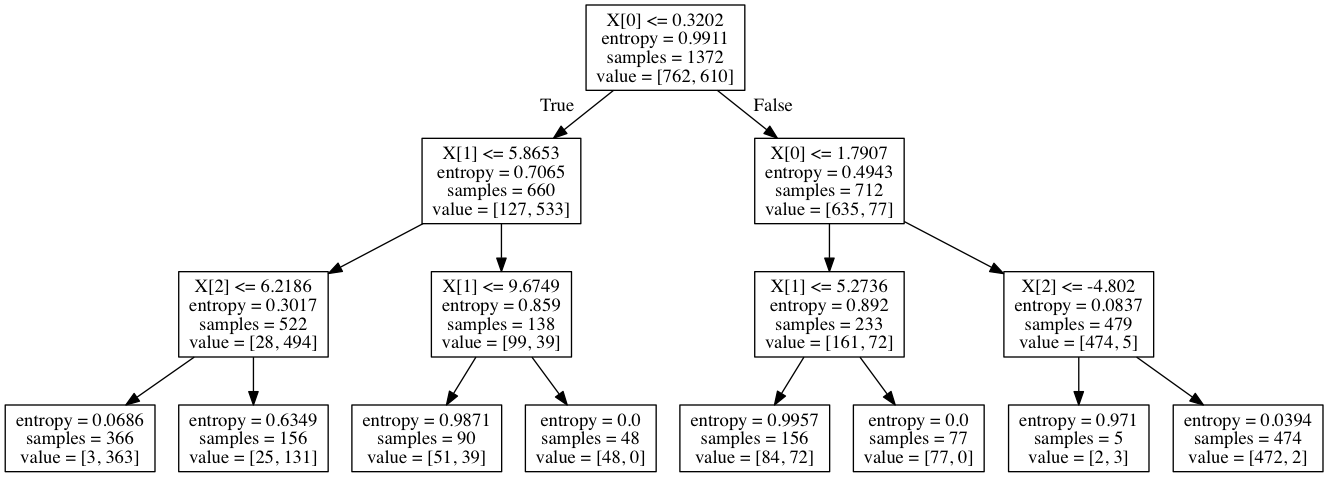 X[0] <= 0.3202
entropy = 0.9911
samples = 1372
value = [762, 610]
True
False
X[1] <= 5.8653
entropy = 0.7065
samples = 660
value = [127, 533]
X[0] <= 1.7907
entropy = 0.4943
samples = 712
value = [635, 77]
X[2] <= 6.2186
entropy = 0.3017
samples = 522
value = [28, 494]
X[1] <= 9.6749
entropy = 0.859
samples = 138
value = [99, 39]
X[1] <= 5.2736
entropy = 0.892
samples = 233
value = [161, 72]
X[2] <= -4.802
entropy = 0.0837
samples = 479
value = [474, 5]
entropy = 0.0686
samples = 366
value = [3, 363]
entropy = 0.6349
samples = 156
value = [25, 131]
entropy = 0.9871
samples = 90
value = [51, 39]
entropy = 0.0
samples = 48
value = [48, 0]
entropy = 0.9957
samples = 156
value = [84, 72]
entropy = 0.0
samples = 77
value = [77, 0]
entropy = 0.971
samples = 5
value = [2, 3]
entropy = 0.0394
samples = 474
value = [472, 2]